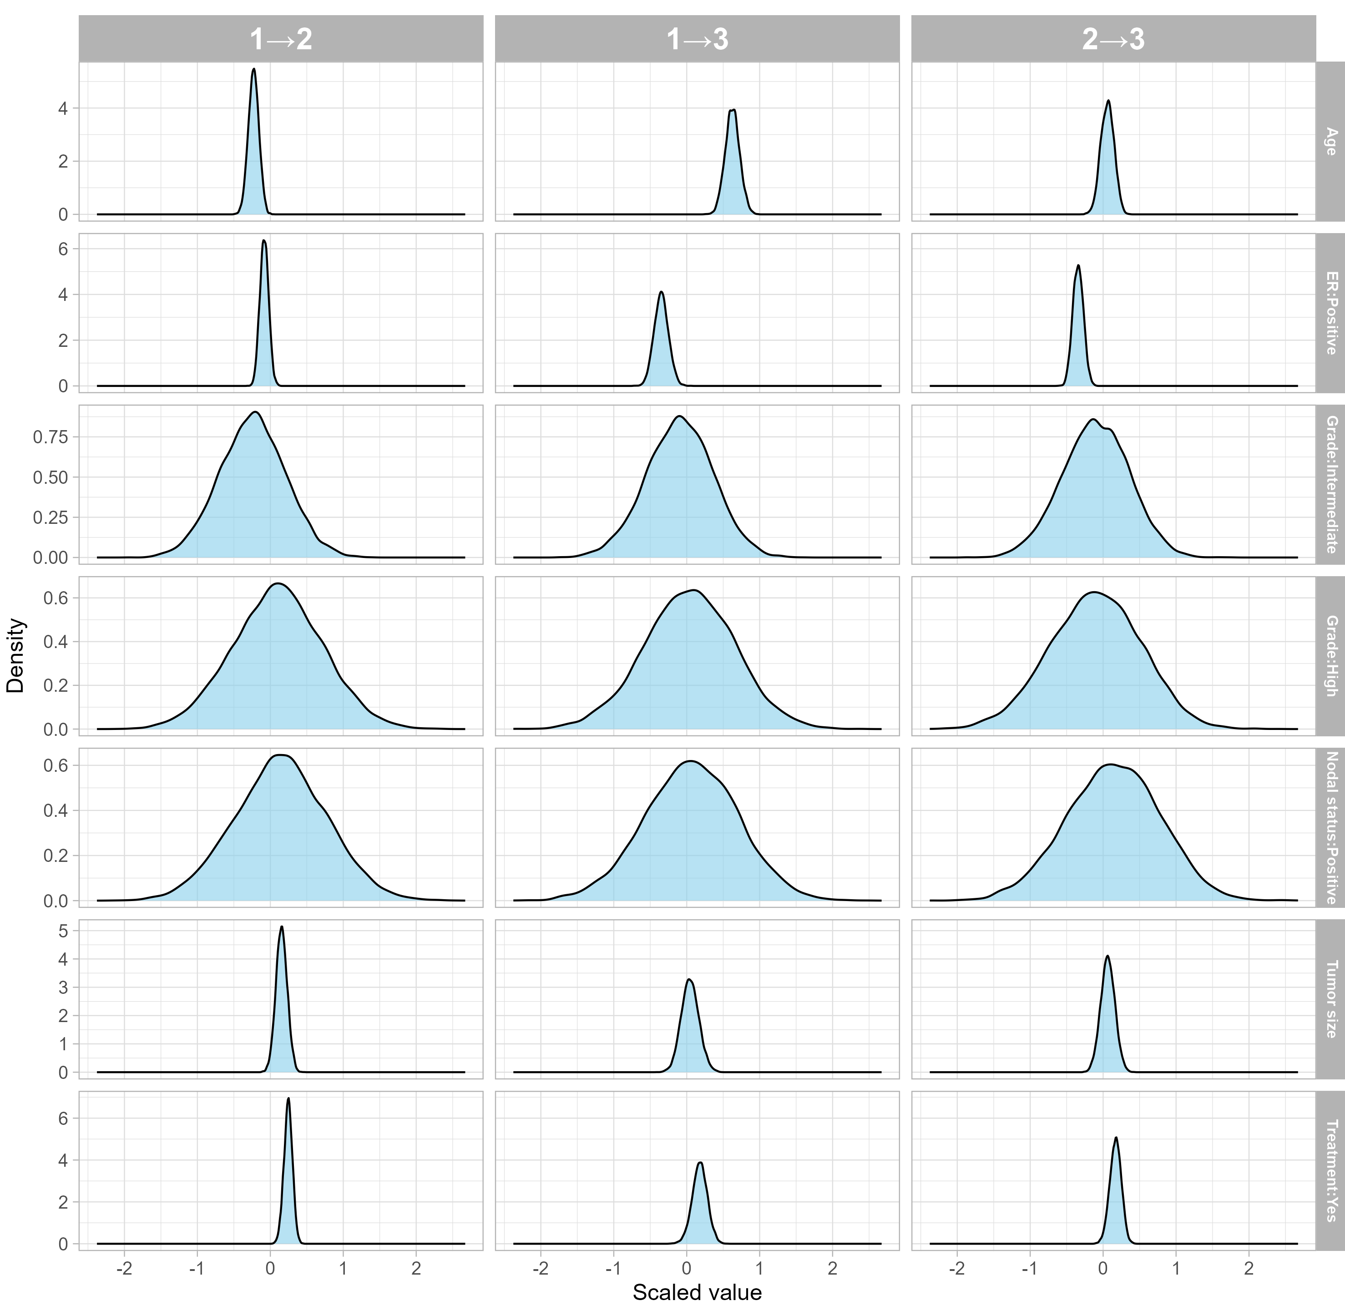 1→2 1→3 2→3
4
2
0
Age
6
4
2
0
ER:Positive
0.75
0.50
0.25
0.00
Grade:Intermediate
0.6
0.4
0.2
0.0
Grade:High
Density
0.6
0.4
0.2
0.0
Nodal status:Positive
5
4
3
2
1
0
Tumor size
6
4
2
0
Treatment:Yes
-2 -1 0 1 2 -2 -1 0 1 2 -2 -1 0 1 2
Scaled value